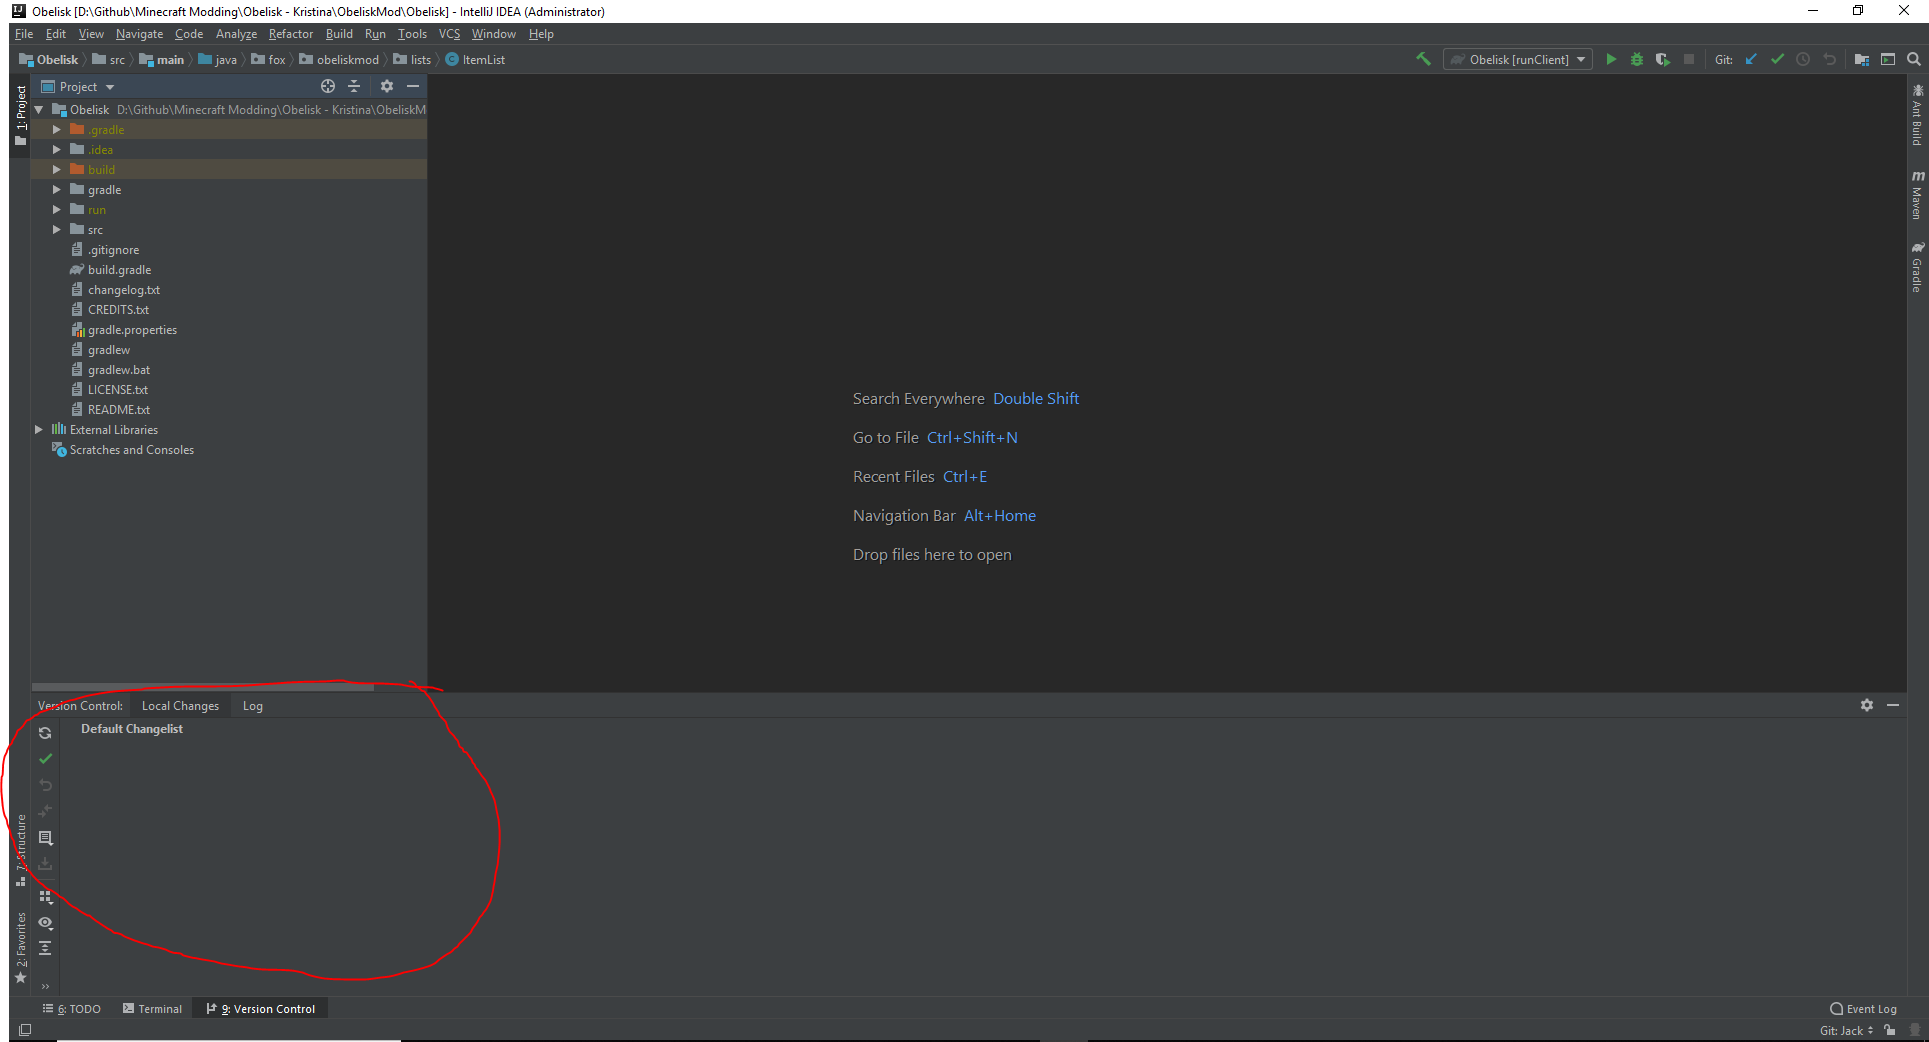 Obelisk [D:\Github\Minecraft Modding\Obelisk - Kristina\ObeliskMod\Obelisk] - IntelliJ IDEA (Administrator)
File Edit View Navigate Code Analyze Refactor Build Run Tools VCS Window Help
Obelisk src main java fox obeliskmod lists ItemList
Obelisk [runClient] Git:
1: Project
Project
Obelisk D:\Github\Minecraft Modding\Obelisk - Kristina\ObeliskM
.gradle
.idea
build
gradle
run
src
.gitignore
build.gradle
changelog.txt
CREDITS.txt
gradle.properties
gradlew
gradlew.bat
LICENSE.txt
README.txt
External Libraries
Scratches and Consoles
Search Everywhere Double Shift
Go to File Ctrl+Shift+N
Recent Files Ctrl+E
Navigation Bar Alt+Home
Drop files here to open
Ant Build
Maven
Gradle
Version Control: Local Changes Log
Default Changelist
7: Structure
2: Favorites
6: TODO Terminal 9: Version Control
Event Log
Git: Jack